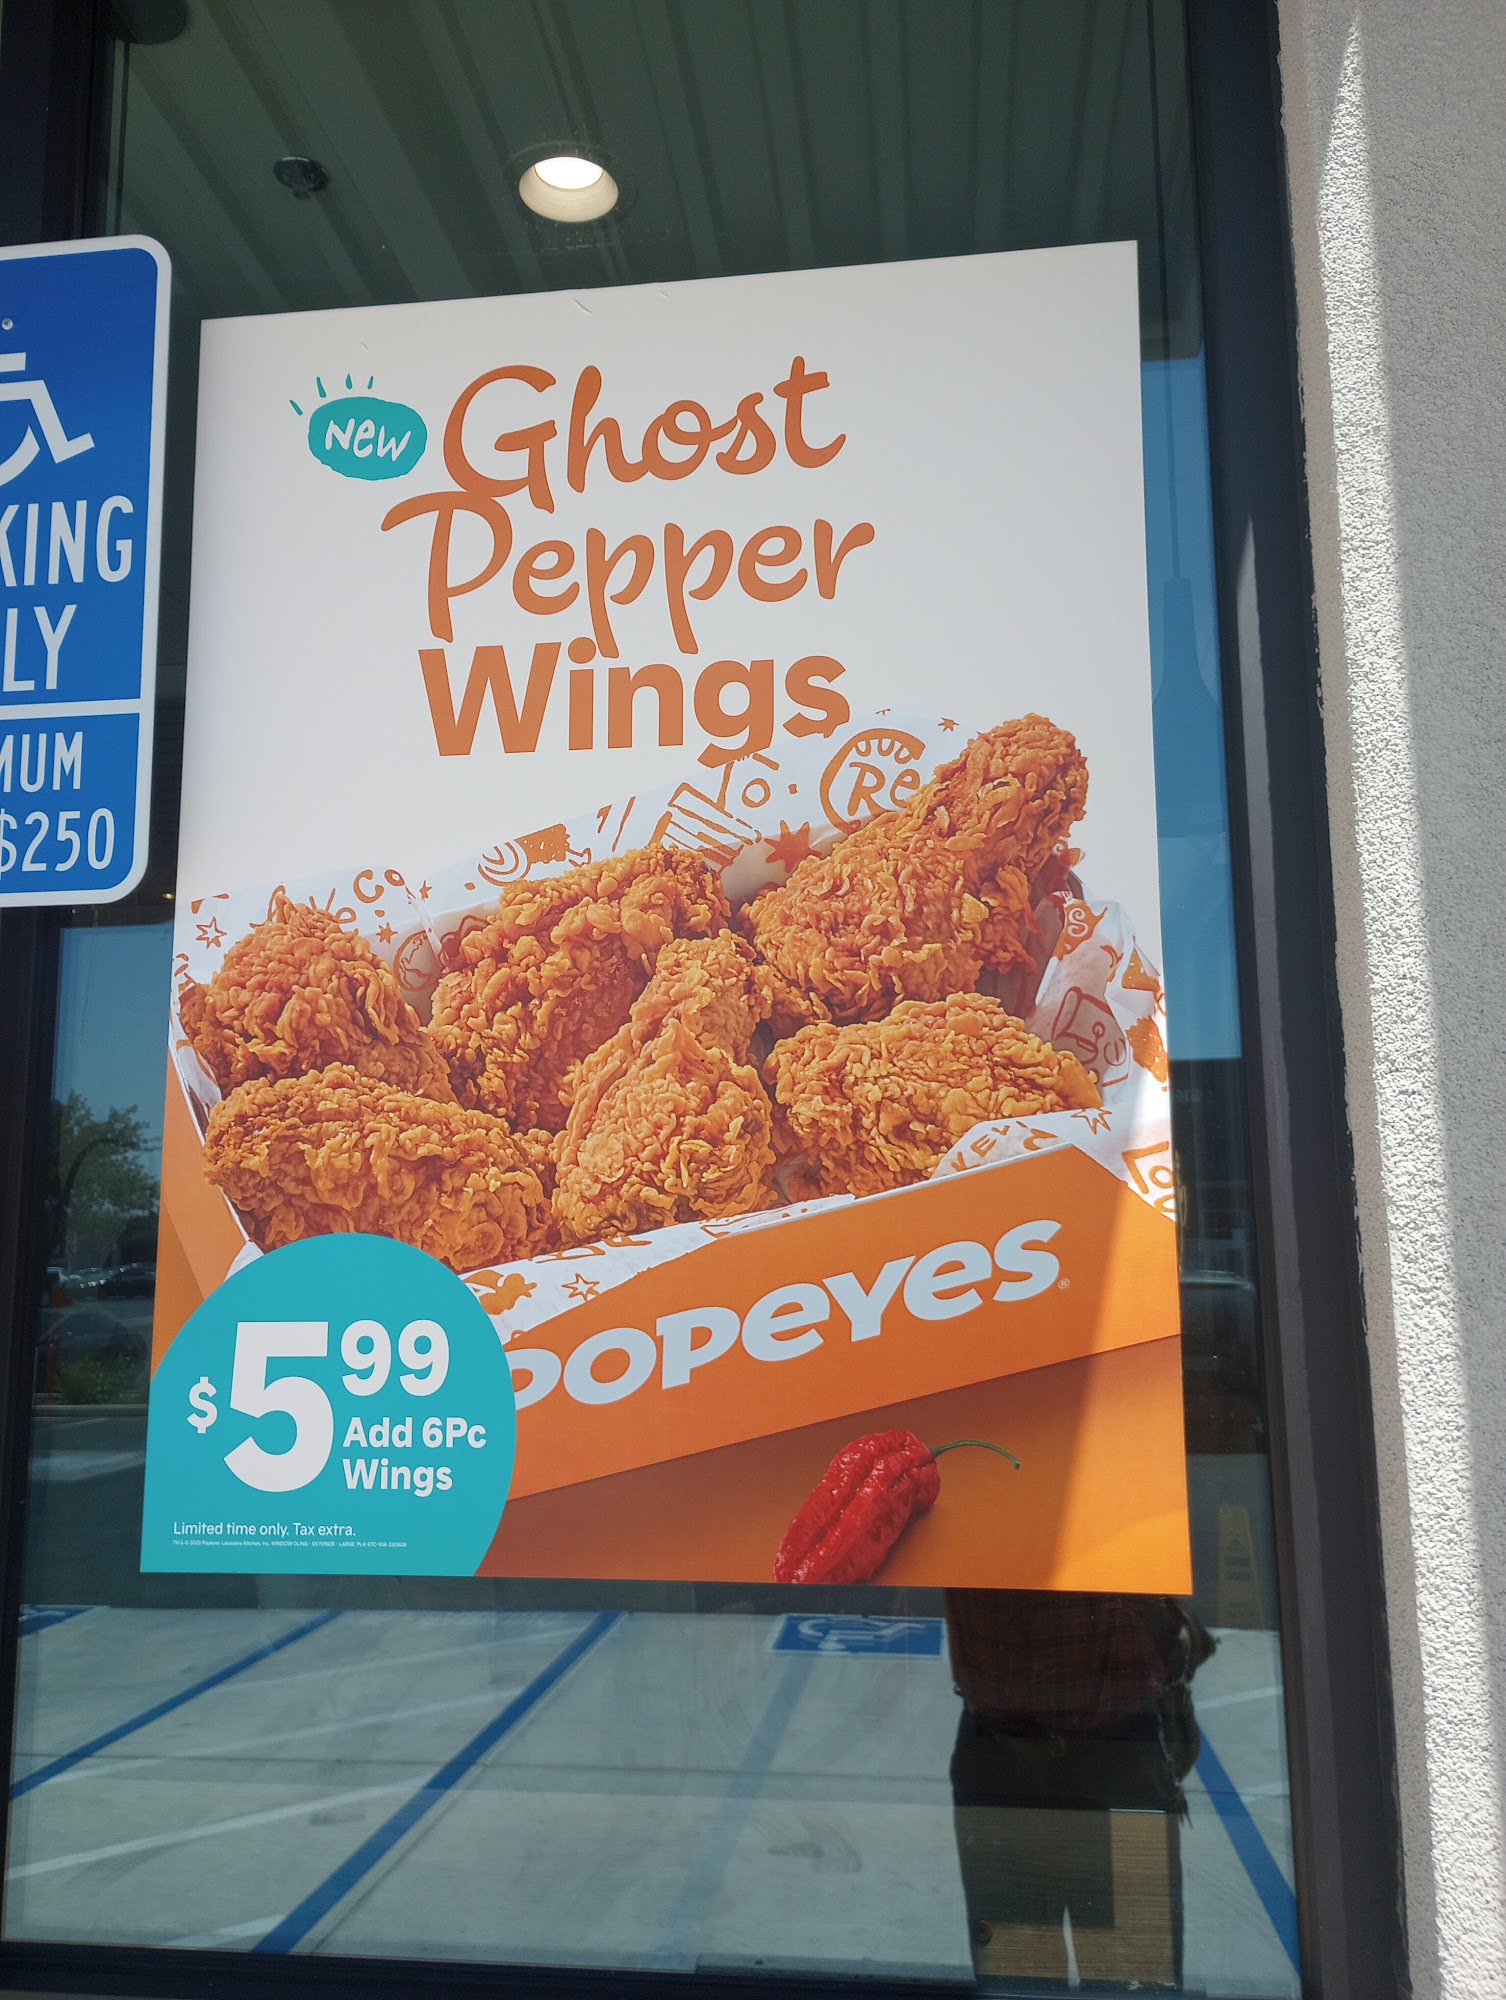 New
Ghost
Pepper
Wings
KING
LY
MUM
$250
Re
POPEYES®
$5.99
Add 6Pc
Wings
Limited time only. Tax extra.